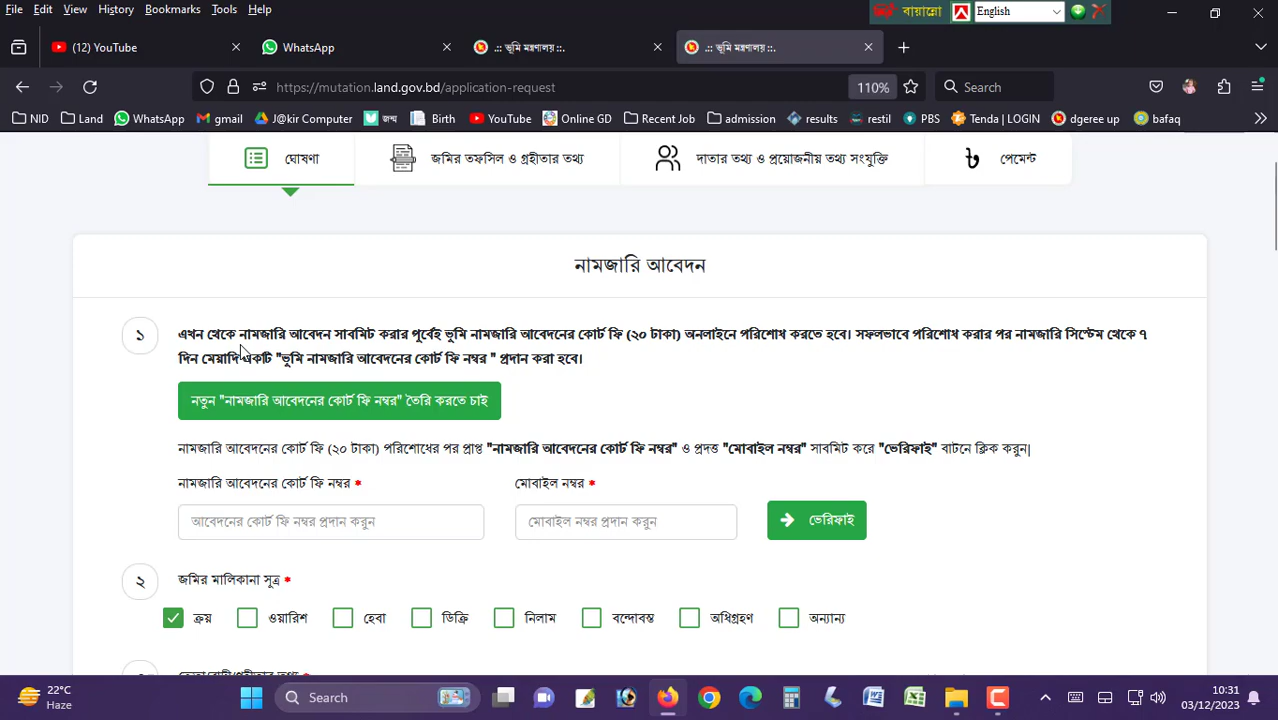 File Edit View History Bookmarks Tools Help
বায়ান্নো English
(12) YouTube WhatsApp .:: ভূমি মন্ত্রণালয় ::. .:: ভূমি মন্ত্রণালয় ::.
https://mutation.land.gov.bd/application-request 110% Search
NID Land WhatsApp gmail J@kir Computer জন্ম Birth YouTube Online GD Recent Job admission results restil PBS Tenda | LOGIN dgeree up bafaq
ঘোষণা জমির তফসিল ও গ্রহীতার তথ্য দাতার তথ্য ও প্রয়োজনীয় তথ্য সংযুক্তি ৳ পেমেন্ট
নামজারি আবেদন
১ এখন থেকে নামজারি আবেদন সাবমিট করার পূর্বেই ভুমি নামজারি আবেদনের কোর্ট ফি (২০ টাকা) অনলাইনে পরিশোধ করতে হবে। সফলভাবে পরিশোধ করার পর নামজারি সিস্টেম থেকে ৭
দিন মেয়াদি একটি "ভুমি নামজারি আবেদনের কোর্ট ফি নম্বর " প্রদান করা হবে।
নতুন "নামজারি আবেদনের কোর্ট ফি নম্বর" তৈরি করতে চাই
নামজারি আবেদনের কোর্ট ফি (২০ টাকা) পরিশোধের পর প্রাপ্ত "নামজারি আবেদনের কোর্ট ফি নম্বর" ও প্রদত্ত "মোবাইল নম্বর" সাবমিট করে "ভেরিফাই" বাটনে ক্লিক করুন|
নামজারি আবেদনের কোর্ট ফি নম্বর * মোবাইল নম্বর *
আবেদনের কোর্ট ফি নম্বর প্রদান করুন মোবাইল নম্বর প্রদান করুন ভেরিফাই
২ জমির মালিকানা সূত্র *
ক্রয় ওয়ারিশ হেবা ডিক্রি নিলাম বন্দোবস্ত অধিগ্রহণ অন্যান্য
22°C
Haze
Search
10:31
03/12/2023